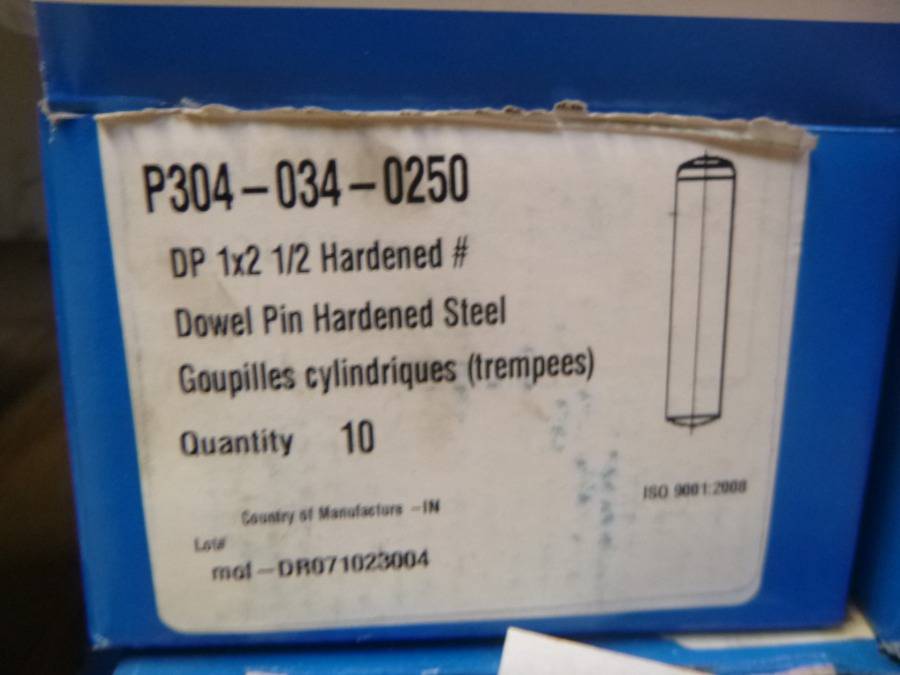 P304-034-0250
DP 1x2 1/2 Hardened #
Dowel Pin Hardened Steel
Goupilles cylindriques (trempees)
Quantity 10
ISO 9001:2008
Country of Manufacture -IN
Lot#
mol-DR071023004